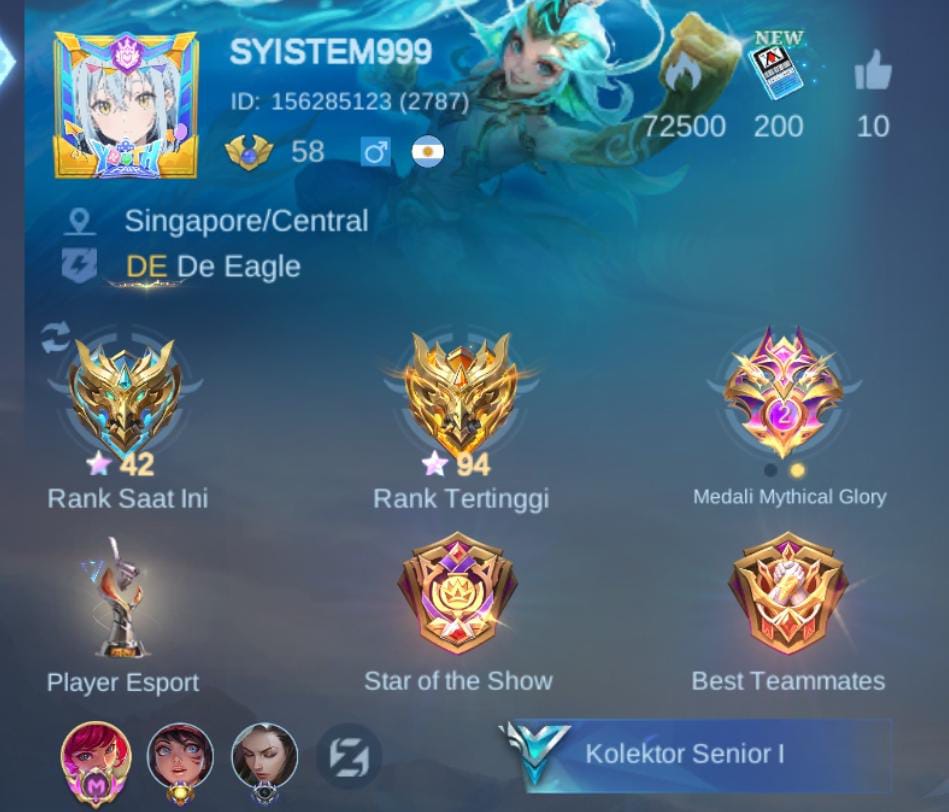 SYISTEM999
NEW
ID: 156285123 (2787)
72500 200 10
58
Singapore/Central
DE De Eagle
42 94 2
Rank Saat Ini Rank Tertinggi Medali Mythical Glory
Player Esport Star of the Show Best Teammates
M
Kolektor Senior I